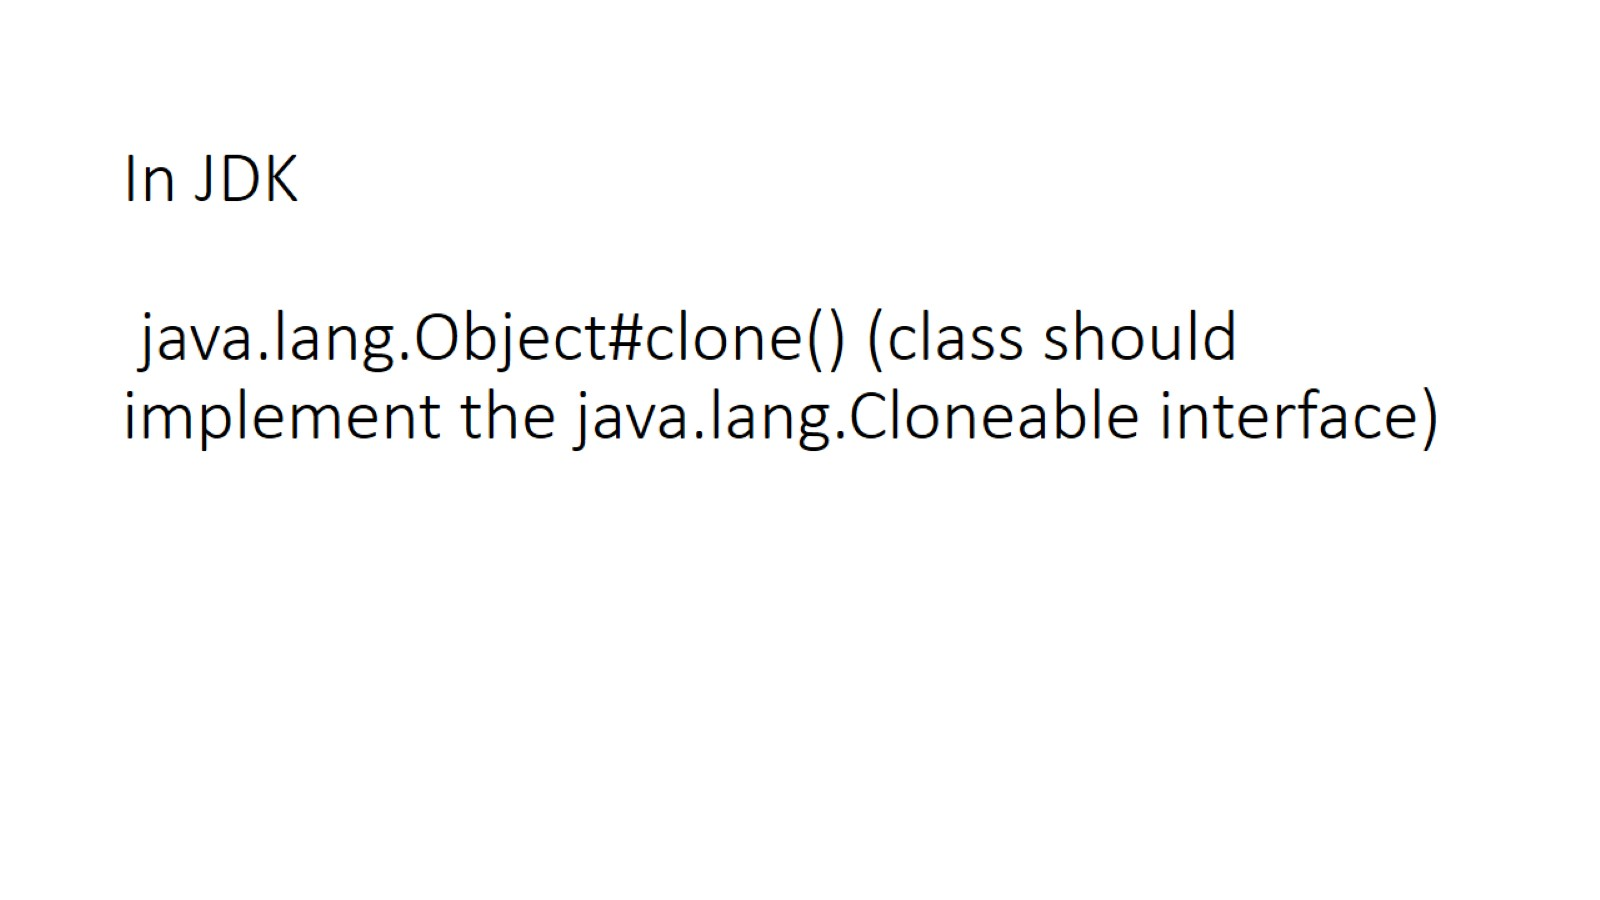 In JDK
java.lang.Object#clone() (class should
implement the java.lang.Cloneable interface)